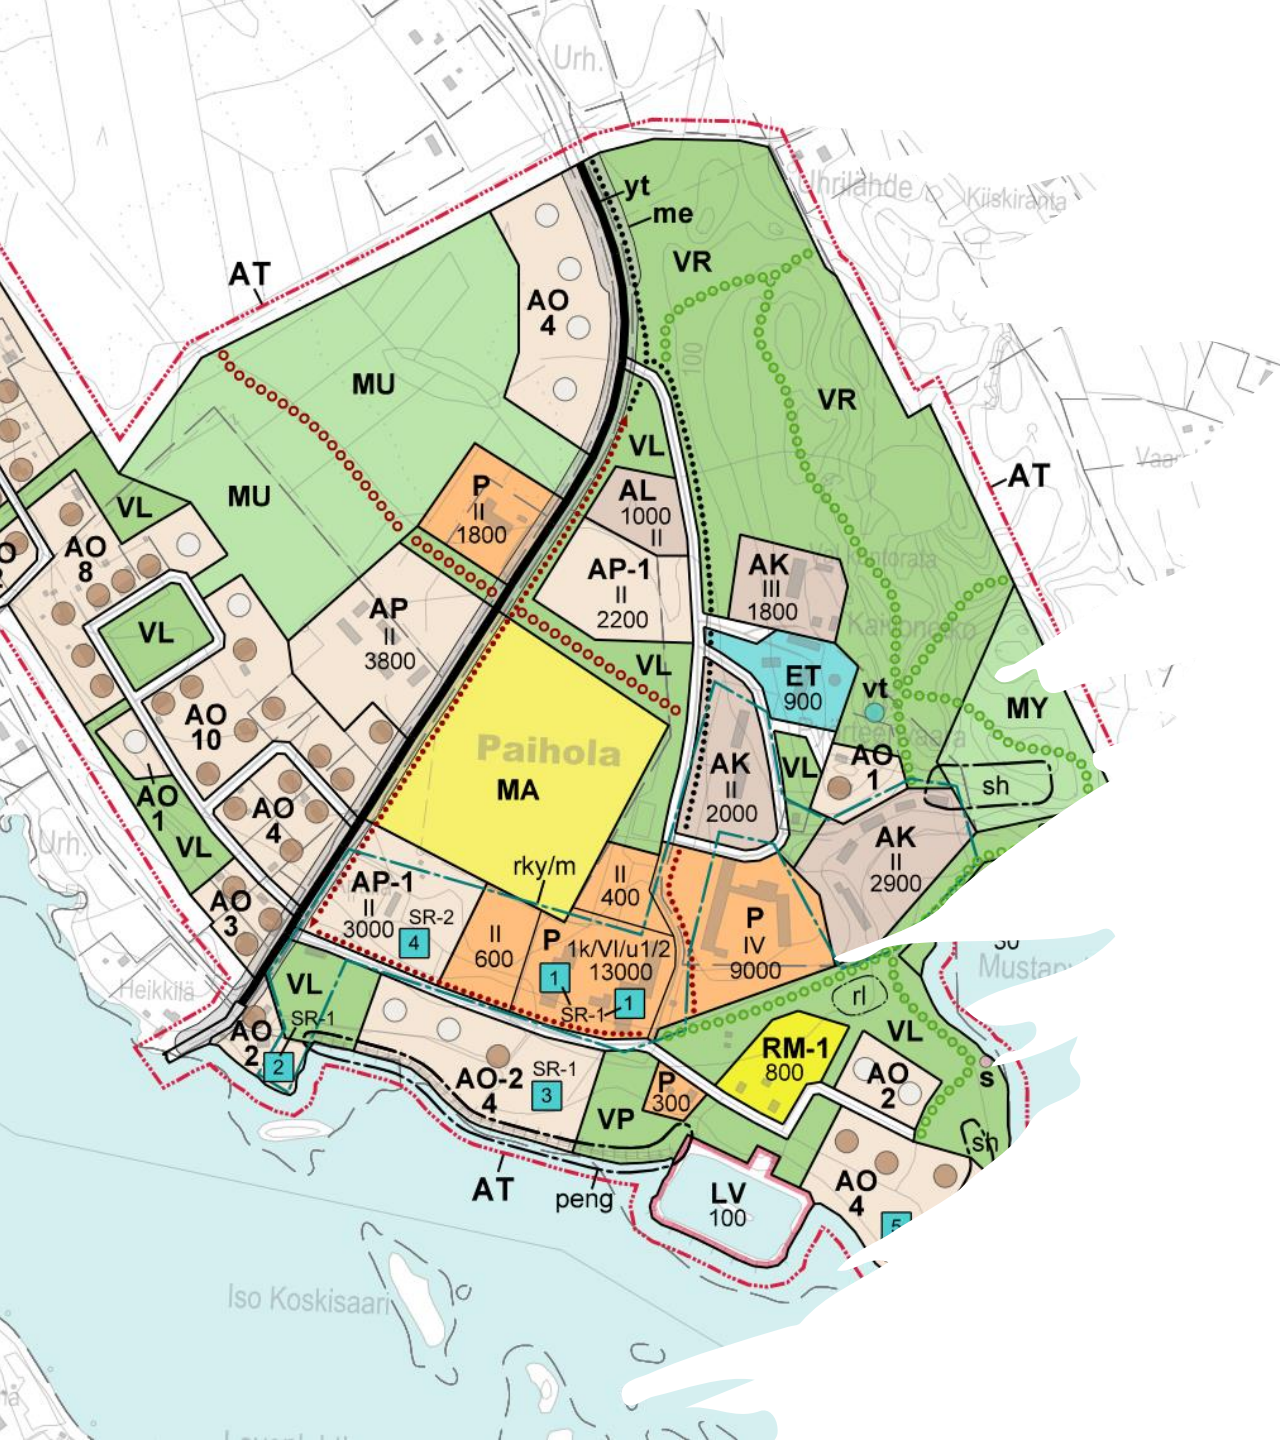 Urh.
yt
me
Uhrilahde
Kiiskiranta
VR
AT
AO
4
100
MU
VR
VL
Vaar
AT
P
II
1800
AL
1000
II
MU
VL
AO
8
AP-1
II
2200
AK
III
1800
AP
II
3800
VL
VL
ET
900
vt
MY
AO
10
Paihola
MA
AK
II
2000
VL
AO
1
sh
AO
1
AO
4
VL
Urh.
AK
II
2900
rky/m
II
400
AP-1
II
3000
SR-2
4
AO
3
II
600
P
1k/VI/u1/2
13000
P
IV
9000
1
SR-1
1
Heikkilä
VL
rl
VL
SR-1
AO
2
2
RM-1
800
AO-2
4
SR-1
3
P
300
VP
AO
2
s
sh
AT
peng
LV
100
AO
4
5
Iso Koskisaari